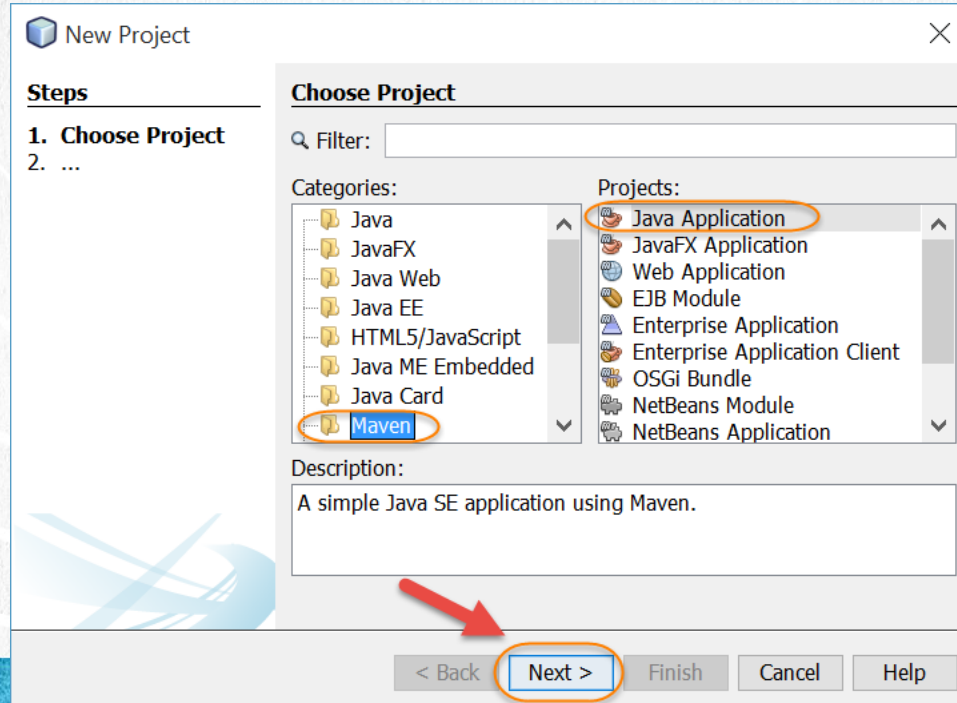 New Project
Steps
1. Choose Project
2. ...
Choose Project
Filter:
Categories:
Java
JavaFX
Java Web
Java EE
HTML5/JavaScript
Java ME Embedded
Java Card
Maven
Projects:
Java Application
JavaFX Application
Web Application
EJB Module
Enterprise Application
Enterprise Application Client
OSGi Bundle
NetBeans Module
NetBeans Application
Description:
A simple Java SE application using Maven.
< Back
Next >
Finish
Cancel
Help